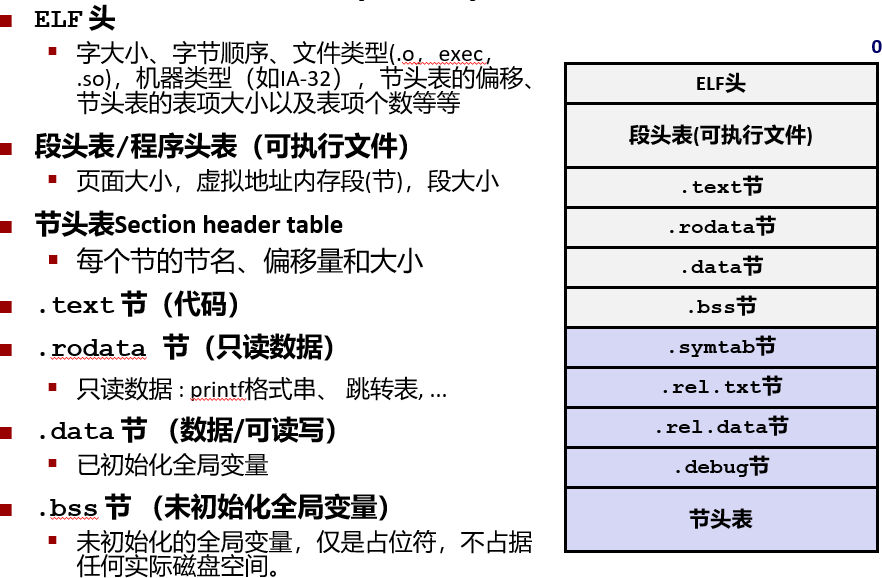 ELF 头
字大小、字节顺序、文件类型(.o, exec,
.so)，机器类型（如IA-32），节头表的偏移、
节头表的表项大小以及表项个数等等
段头表/程序头表（可执行文件）
页面大小，虚拟地址内存段(节)，段大小
节头表Section header table
每个节的节名、偏移量和大小
.text 节（代码）
.rodata 节（只读数据）
只读数据 : printf格式串、 跳转表, ...
.data 节 （数据/可读写）
已初始化全局变量
.bss 节 （未初始化全局变量）
未初始化的全局变量，仅是占位符，不占据
任何实际磁盘空间。
0
ELF头
段头表(可执行文件)
.text节
.rodata节
.data节
.bss节
.symtab节
.rel.txt节
.rel.data节
.debug节
节头表